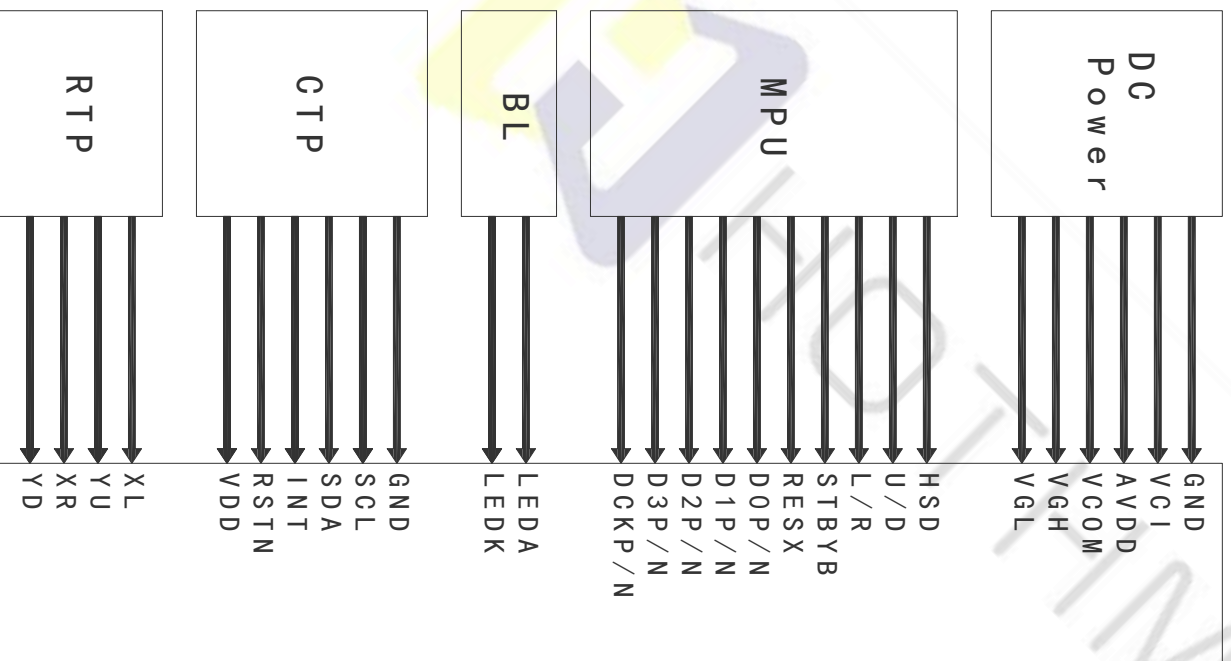 DC
Power
GND
VCI
AVDD
VCOM
VGH
VGL
MPU
HSD
U/D
L/R
STBYB
RESX
D0P/N
D1P/N
D2P/N
D3P/N
DCKP/N
BL
LEDA
LEDK
CTP
GND
SCL
SDA
INT
RSTN
VDD
RTP
XL
YU
XR
YD